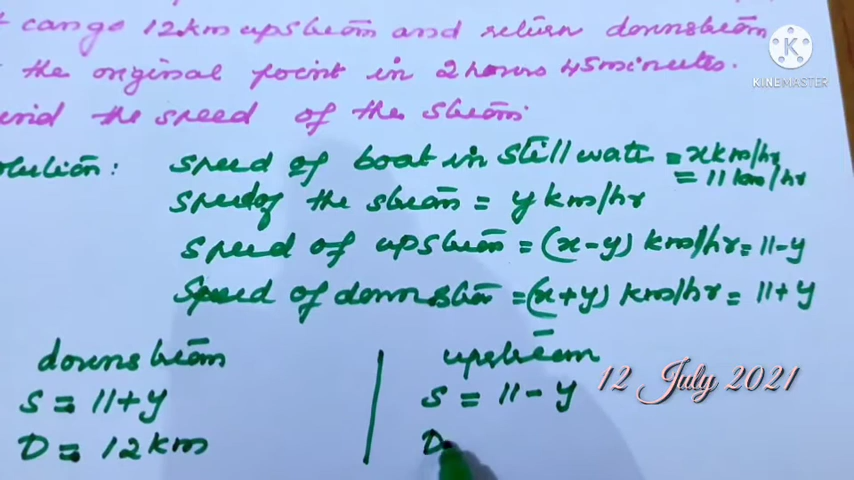 can go 12km upstream and return downstream
the original point in 2 hours 45 minutes.
the speed of the stream.
K
KINEMASTER
Solution: speed of boat in still water = x km/hr
= 11 km/hr
speed of the stream = y km/hr
speed of upstream = (x-y) km/hr = 11-y
Speed of downstream = (x+y) km/hr = 11+y
downstream
upstream
12 July 2021
S = 11+y
S = 11-y
D = 12km
D